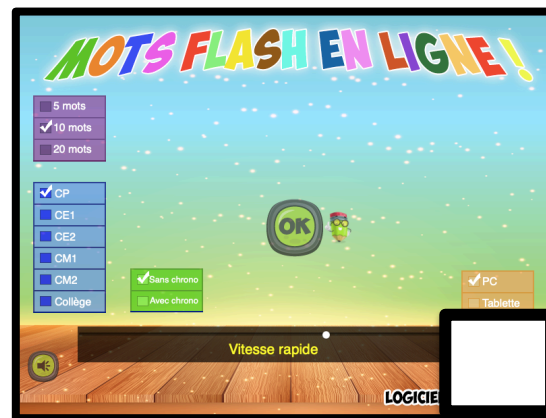 MOTS FLASH EN LIGNE !
5 mots
10 mots
20 mots
CP
CE1
CE2
CM1
CM2
Collège
OK
Sans chrono
Avec chrono
PC
Tablette
Vitesse rapide
LOGICIE